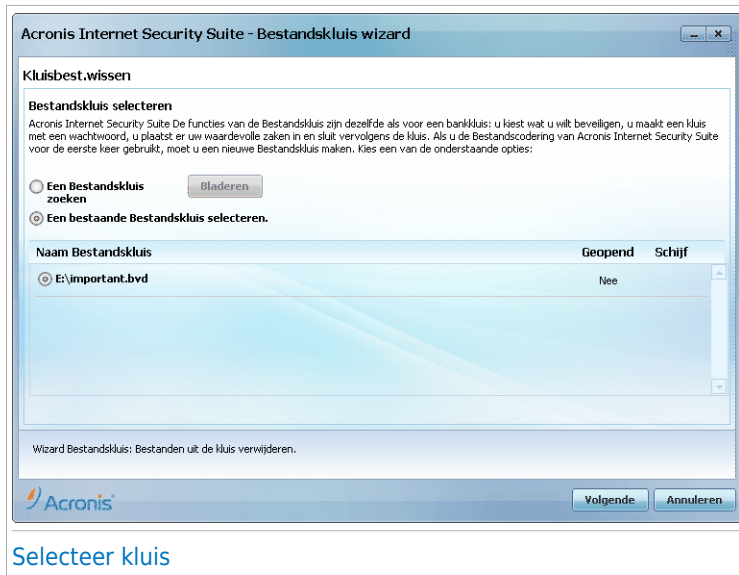 Acronis Internet Security Suite - Bestandskluis wizard
Kluisbest.wissen
Bestandskluis selecteren
Acronis Internet Security Suite De functies van de Bestandskluis zijn dezelfde als voor een bankkluis: u kiest wat u wilt beveiligen, u maakt een kluis
met een wachtwoord, u plaatst er uw waardevolle zaken in en sluit vervolgens de kluis. Als u de Bestandscodering van Acronis Internet Security Suite
voor de eerste keer gebruikt, moet u een nieuwe Bestandskluis maken. Kies een van de onderstaande opties:
Een Bestandskluis
zoeken
Bladeren
Een bestaande Bestandskluis selecteren.
Naam Bestandskluis Geopend Schijf
E:\important.bvd Nee
Wizard Bestandskluis: Bestanden uit de kluis verwijderen.
Acronis
Volgende Annuleren
Selecteer kluis